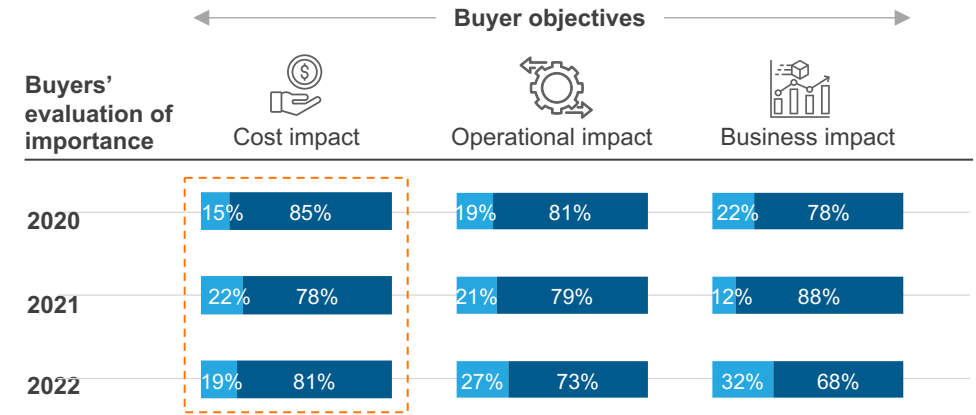 Buyer objectives
Buyers’
evaluation of
importance
Cost impact
Operational impact
Business impact
$
2020
15% 85%
19% 81%
22% 78%
2021
22% 78%
21% 79%
12% 88%
2022
19% 81%
27% 73%
32% 68%